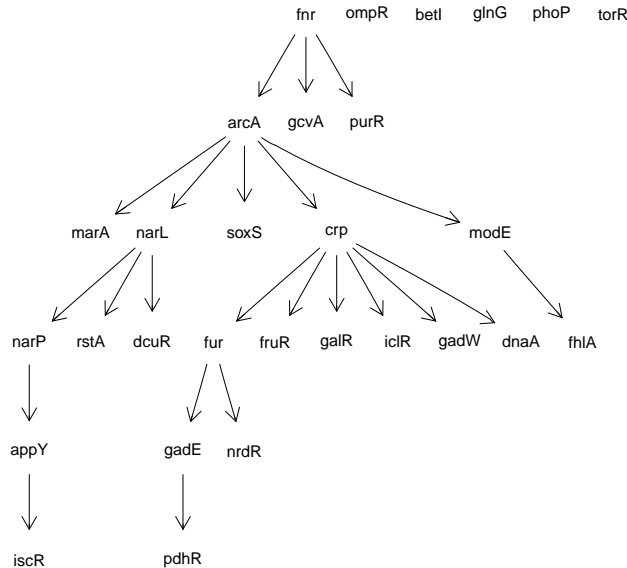 fnr ompR betI glnG phoP torR
arcA gcvA purR
marA narL soxS crp modE
narP rstA dcuR fur fruR galR iclR gadW dnaA fhlA
appY gadE nrdR
iscR pdhR